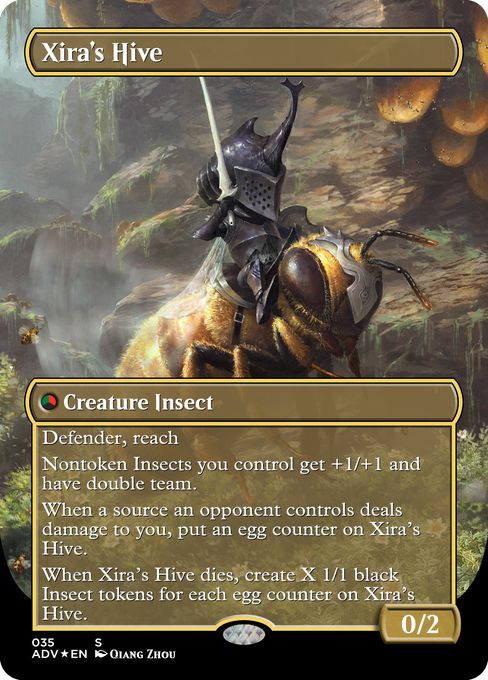 Xira's Hive
Creature Insect
Defender, reach
Nontoken Insects you control get +1/+1 and
have double team.
When a source an opponent controls deals
damage to you, put an egg counter on Xira's
Hive.
When Xira's Hive dies, create X 1/1 black
Insect tokens for each egg counter on Xira's
Hive.
0/2
035 S
ADV★EN Qiang Zhou